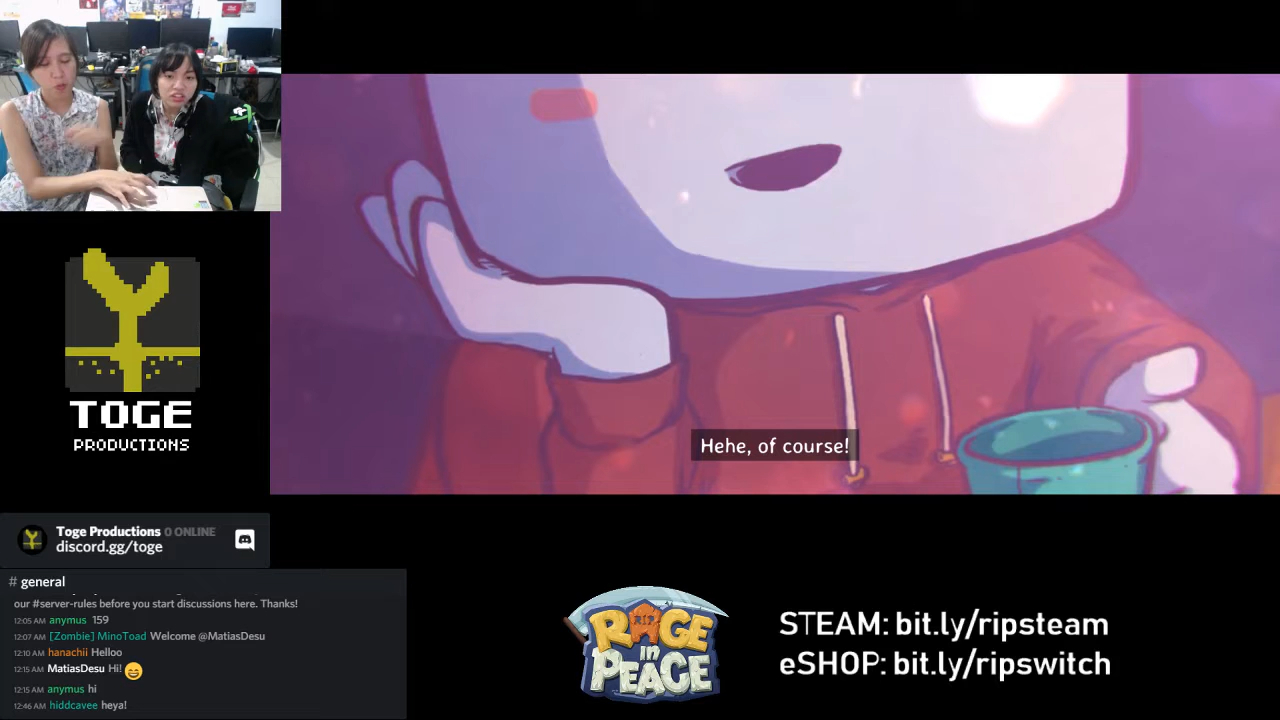 Hehe, of course!
TOGE
PRODUCTIONS
Toge Productions 0 ONLINE
discord.gg/toge
# general
our #server-rules before you start discussions here. Thanks!
12:05 AM anymus 159
12:07 AM [Zombie] MinoToad Welcome @MatiasDesu
12:10 AM hanachii Helloo
12:15 AM MatiasDesu Hi! 😄
12:15 AM anymus hi
12:46 AM hiddcavee heya!
RIP
RAGE
in
PEACE
STEAM: bit.ly/ripsteam
eSHOP: bit.ly/ripswitch